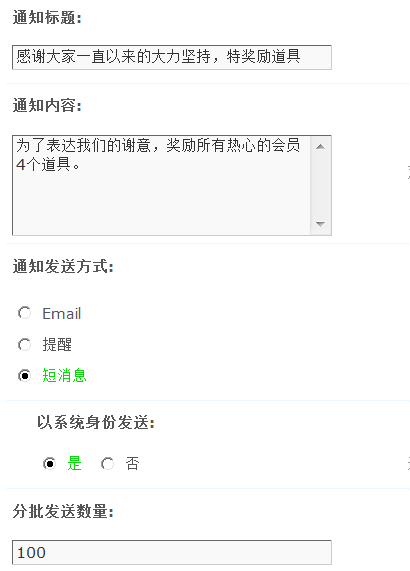 通知标题:
感谢大家一直以来的大力坚持，特奖励道具
通知内容:
为了表达我们的谢意，奖励所有热心的会员
4个道具。
通知发送方式:
Email
提醒
短消息
以系统身份发送:
是 否
分批发送数量:
100